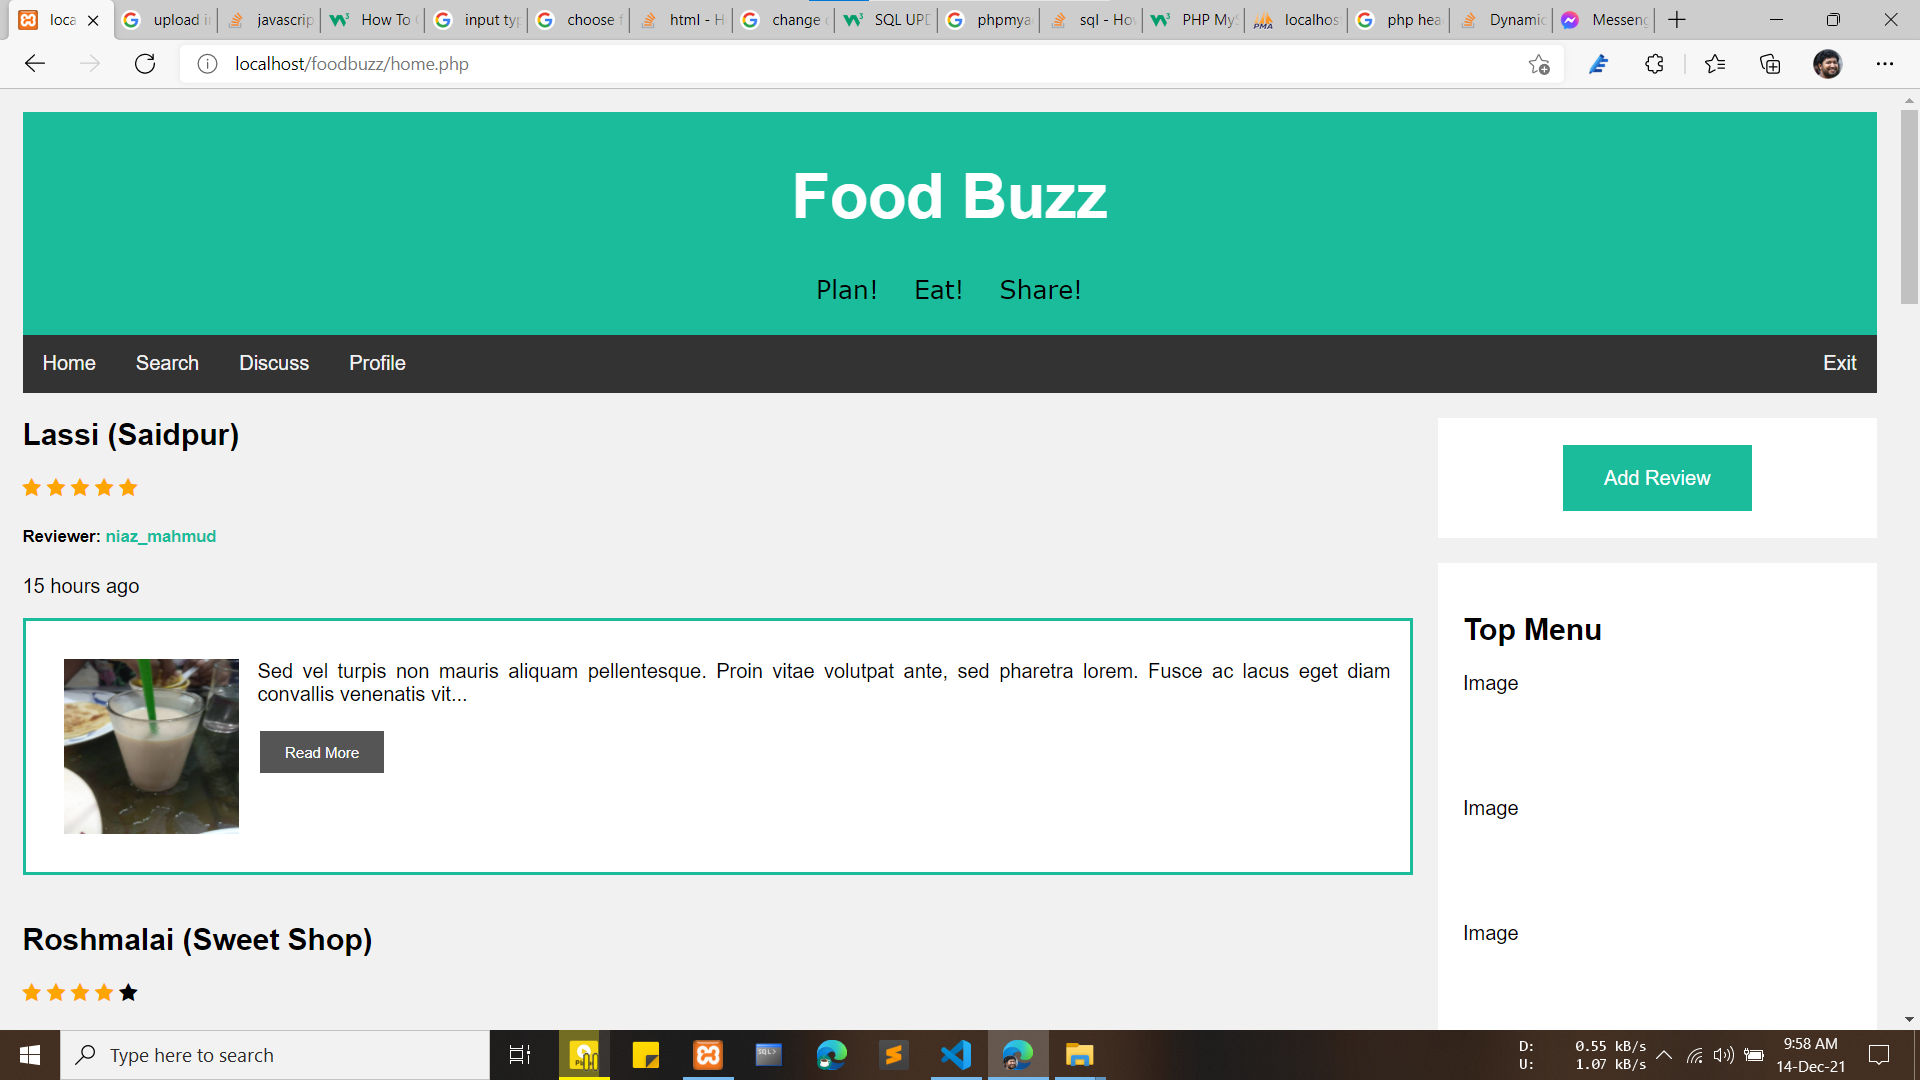 loca
upload i
javascrip
How To
input typ
choose f
html - H
change
SQL UPD
phpmya
sql - Ho
PHP MyS
localhos
php hea
Dynamic
Messeng
localhost/foodbuzz/home.php
Food Buzz
Plan! Eat! Share!
Home Search Discuss Profile Exit
Lassi (Saidpur)
Reviewer: niaz_mahmud
15 hours ago
Sed vel turpis non mauris aliquam pellentesque. Proin vitae volutpat ante, sed pharetra lorem. Fusce ac lacus eget diam
convallis venenatis vit...
Read More
Roshmalai (Sweet Shop)
Add Review
Top Menu
Image
Image
Image
Type here to search
D: 0.55 kB/s
U: 1.07 kB/s
9:58 AM
14-Dec-21